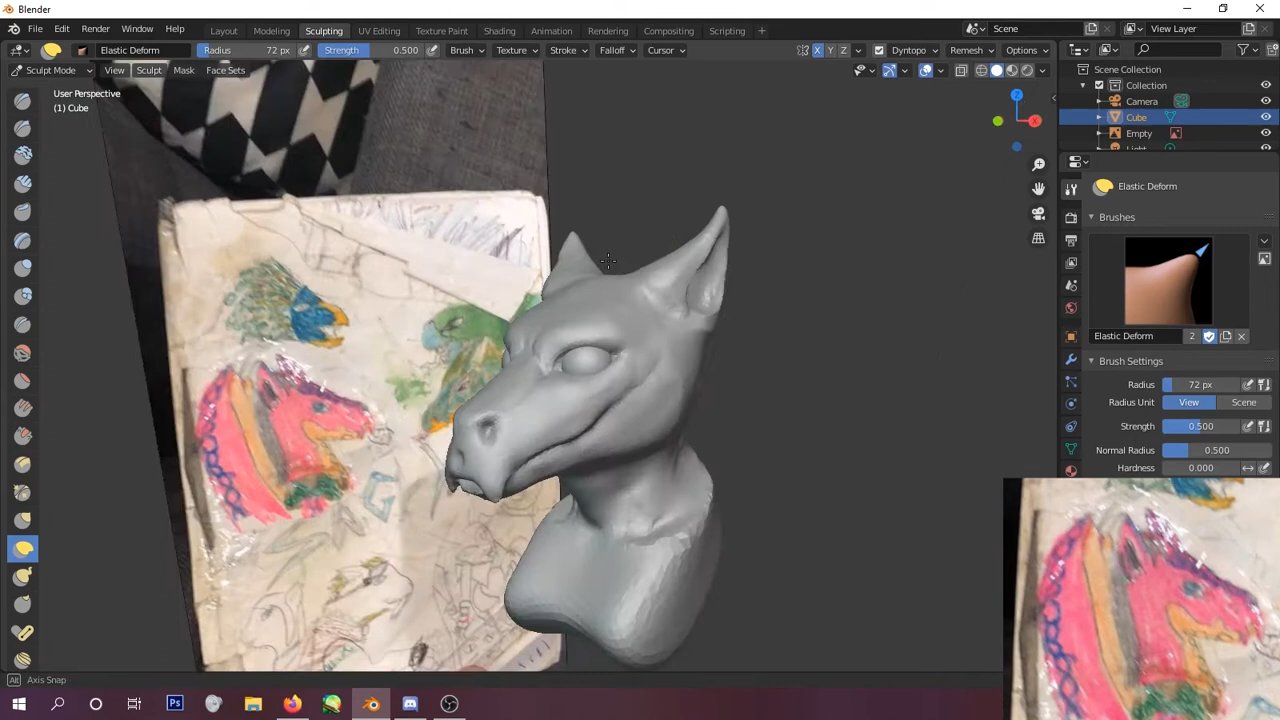 Blender
File Edit Render Window Help Layout Modeling Sculpting UV Editing Texture Paint Shading Animation Rendering Compositing Scripting + Scene View Layer
Elastic Deform Radius 72 px Strength 0.500 Brush Texture Stroke Falloff Cursor X Y Z Dyntopo Remesh Options
Sculpt Mode View Sculpt Mask Face Sets
User Perspective
(1) Cube
Z
X
Scene Collection
Collection
Camera
Cube
Empty
Light
Elastic Deform
Brushes
Elastic Deform 2
Brush Settings
Radius 72 px
Radius Unit View Scene
Strength 0.500
Normal Radius 0.500
Hardness 0.000
Alt Axis Snap
Ps